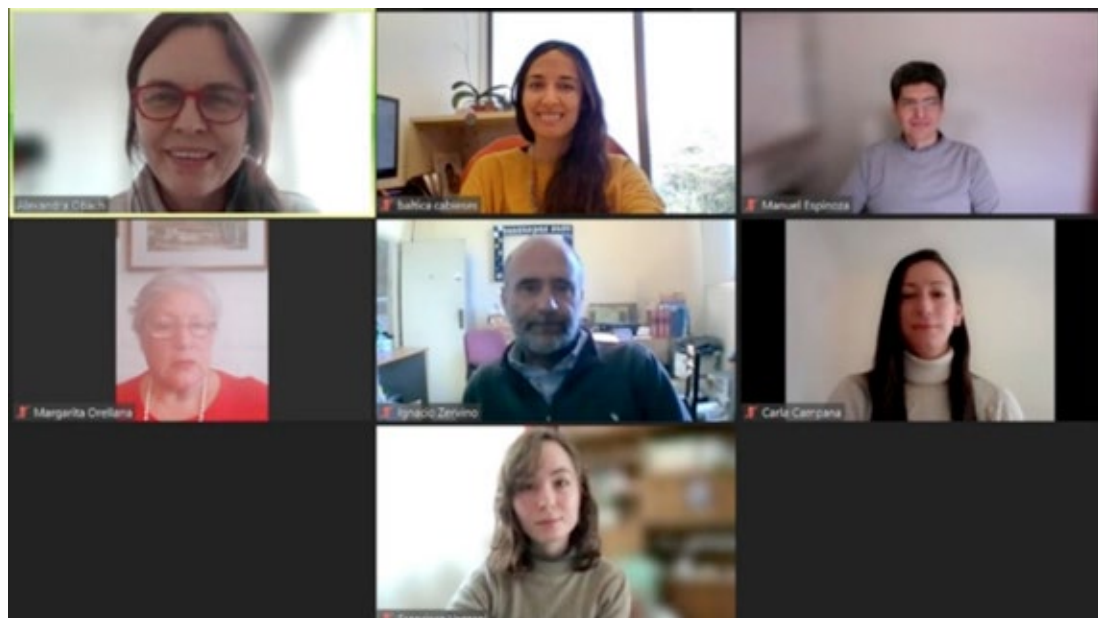 Alexandra Obach
Baltica cabieses
Manuel Espinoza
Margarita Orellana
Ignacio Zervino
Carla Campana